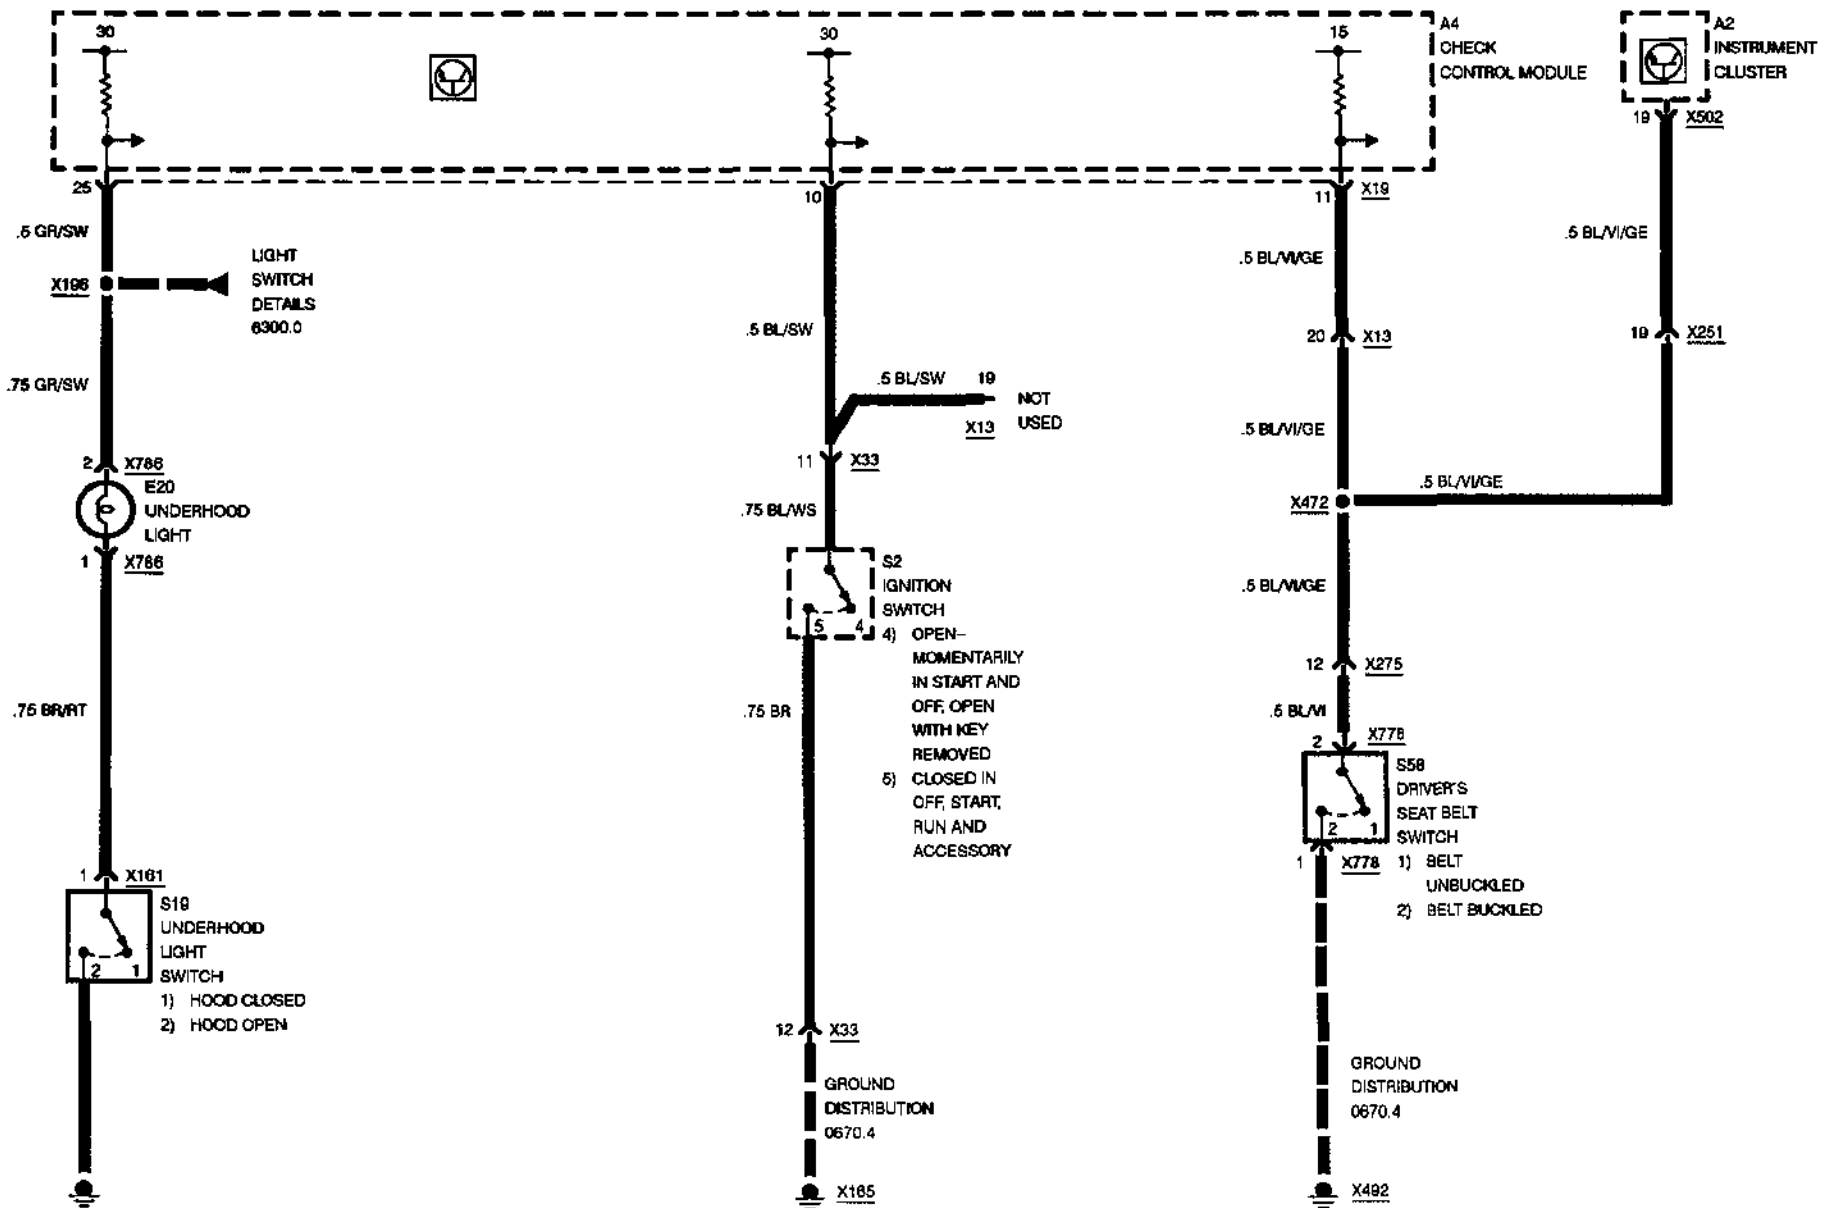 30
30
15
A4
CHECK
CONTROL MODULE
A2
INSTRUMENT
CLUSTER
19
X502
25
10
11
X19
.5 GR/SW
.5 BL/VI/GE
.5 BL/VI/GE
X196
LIGHT
SWITCH
DETAILS
6300.0
.5 BL/SW
20
X13
19
X251
.75 GR/SW
.5 BL/SW
19
X13
NOT
USED
.5 BL/VI/GE
2
X786
E20
UNDERHOOD
LIGHT
1
X786
11
X33
.75 BL/WS
X472
.5 BL/VI/GE
S2
IGNITION
SWITCH
5
4
4) OPEN–
MOMENTARILY
IN START AND
OFF, OPEN
WITH KEY
REMOVED
5) CLOSED IN
OFF, START,
RUN AND
ACCESSORY
.5 BL/VI/GE
12
X275
.75 BR/RT
.75 BR
.5 BL/VI
2
X778
S58
DRIVER'S
SEAT BELT
SWITCH
2
1
1
X778
1) BELT
UNBUCKLED
2) BELT BUCKLED
1
X161
S19
UNDERHOOD
LIGHT
SWITCH
2
1
1) HOOD CLOSED
2) HOOD OPEN
12
X33
GROUND
DISTRIBUTION
0670.4
GROUND
DISTRIBUTION
0670.4
X165
X492